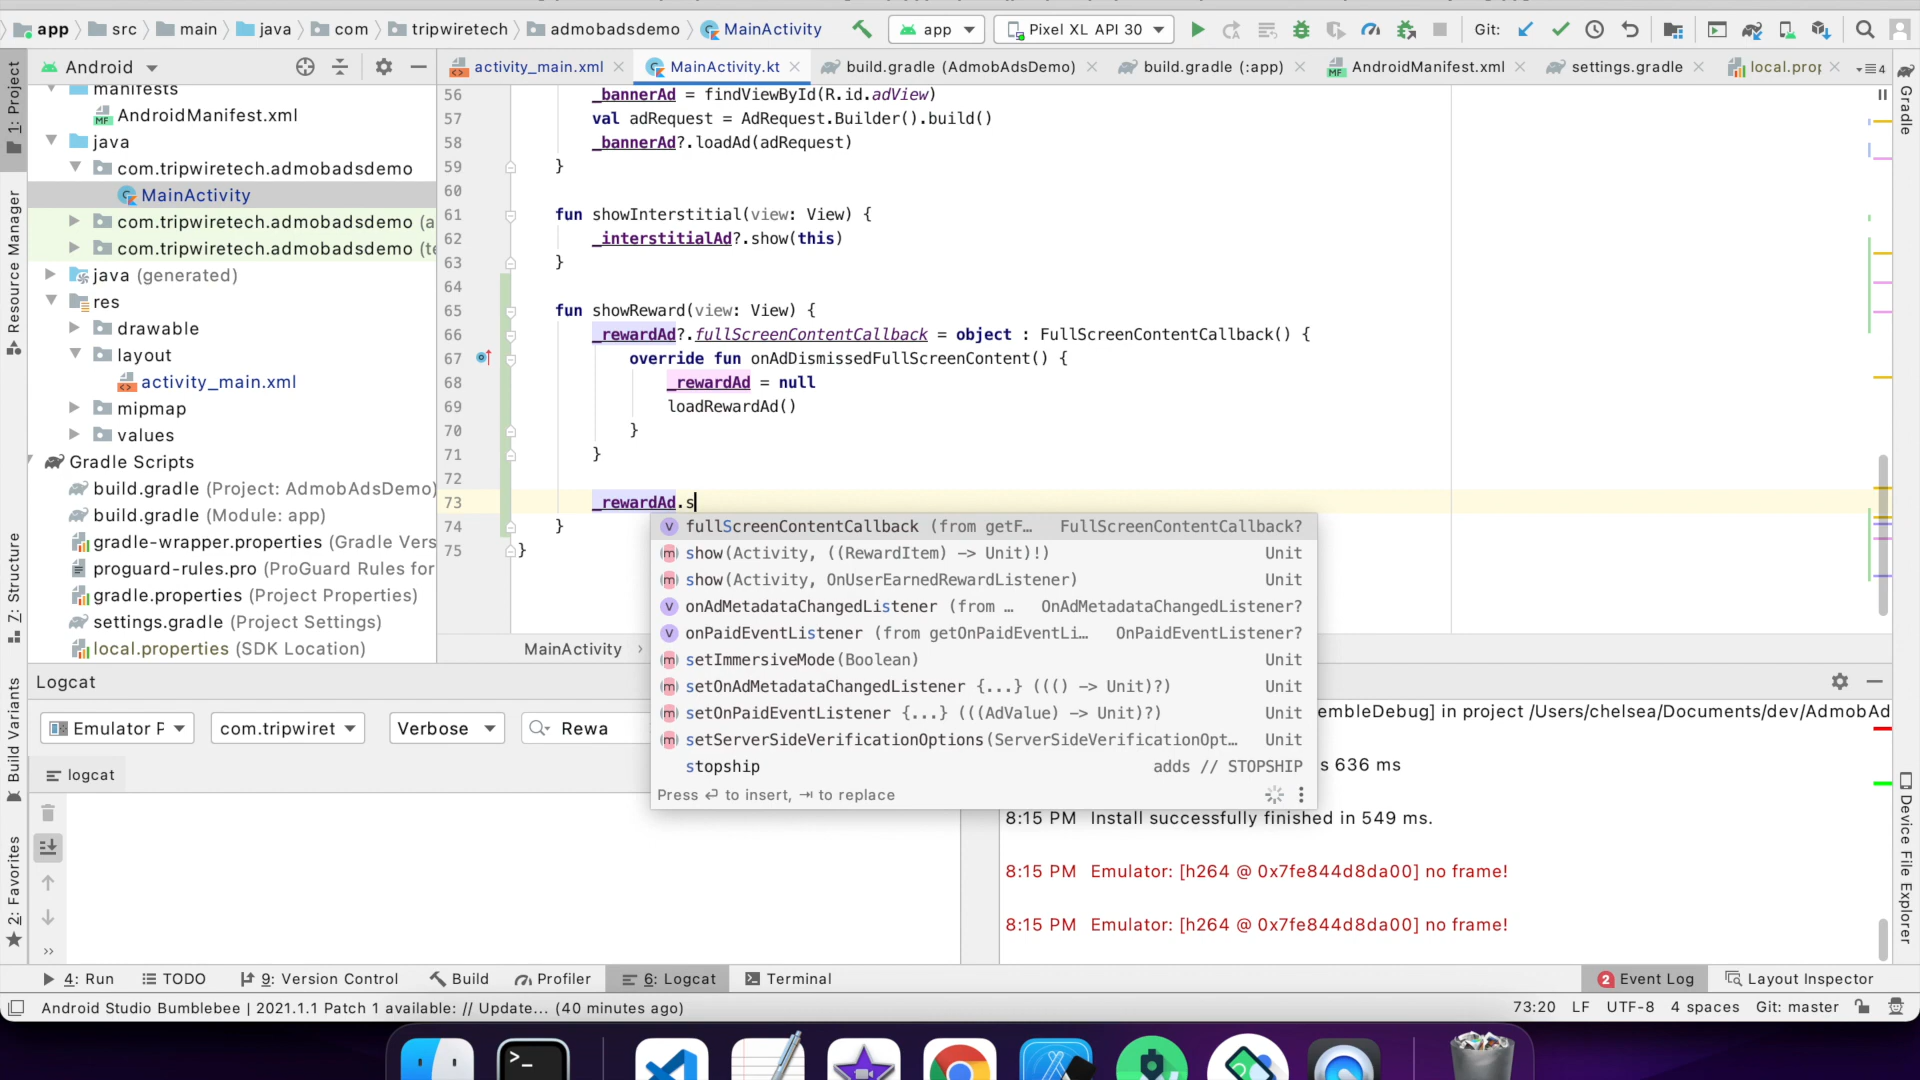 app src main java com tripwiretech admobadsdemo MainActivity app Pixel XL API 30 Git:
Android activity_main.xml MainActivity.kt build.gradle (AdmobAdsDemo) build.gradle (:app) AndroidManifest.xml settings.gradle local.prop 4
1: Project
Resource Manager
Z: Structure
Build Variants
2: Favorites
Gradle
Device File Explorer
manifests
AndroidManifest.xml
java
com.tripwiretech.admobadsdemo
MainActivity
com.tripwiretech.admobadsdemo (a
com.tripwiretech.admobadsdemo (te
java (generated)
res
drawable
layout
activity_main.xml
mipmap
values
Gradle Scripts
build.gradle (Project: AdmobAdsDemo)
build.gradle (Module: app)
gradle-wrapper.properties (Gradle Vers
proguard-rules.pro (ProGuard Rules for
gradle.properties (Project Properties)
settings.gradle (Project Settings)
local.properties (SDK Location)
56 _bannerAd = findViewById(R.id.adView)
57 val adRequest = AdRequest.Builder().build()
58 _bannerAd?.loadAd(adRequest)
59 }
60
61 fun showInterstitial(view: View) {
62 _interstitialAd?.show(this)
63 }
64
65 fun showReward(view: View) {
66 _rewardAd?.fullScreenContentCallback = object : FullScreenContentCallback() {
67 override fun onAdDismissedFullScreenContent() {
68 _rewardAd = null
69 loadRewardAd()
70 }
71 }
72
73 _rewardAd.s
74 }
75 }
fullScreenContentCallback (from getF... FullScreenContentCallback?
show(Activity, ((RewardItem) -> Unit)!) Unit
show(Activity, OnUserEarnedRewardListener) Unit
onAdMetadataChangedListener (from ... OnAdMetadataChangedListener?
onPaidEventListener (from getOnPaidEventLi... OnPaidEventListener?
setImmersiveMode(Boolean) Unit
setOnAdMetadataChangedListener {...} ((() -> Unit)?) Unit
setOnPaidEventListener {...} (((AdValue) -> Unit)?) Unit
setServerSideVerificationOptions(ServerSideVerificationOpt... Unit
stopship adds // STOPSHIP
Press ↵ to insert, ⇥ to replace
MainActivity
Logcat
Emulator P com.tripwiret Verbose Rewa
logcat
embleDebug] in project /Users/chelsea/Documents/dev/AdmobAd
s 636 ms
8:15 PM Install successfully finished in 549 ms.
8:15 PM Emulator: [h264 @ 0x7fe844d8da00] no frame!
8:15 PM Emulator: [h264 @ 0x7fe844d8da00] no frame!
4: Run TODO 9: Version Control Build Profiler 6: Logcat Terminal 2 Event Log Layout Inspector
Android Studio Bumblebee | 2021.1.1 Patch 1 available: // Update... (40 minutes ago) 73:20 LF UTF-8 4 spaces Git: master